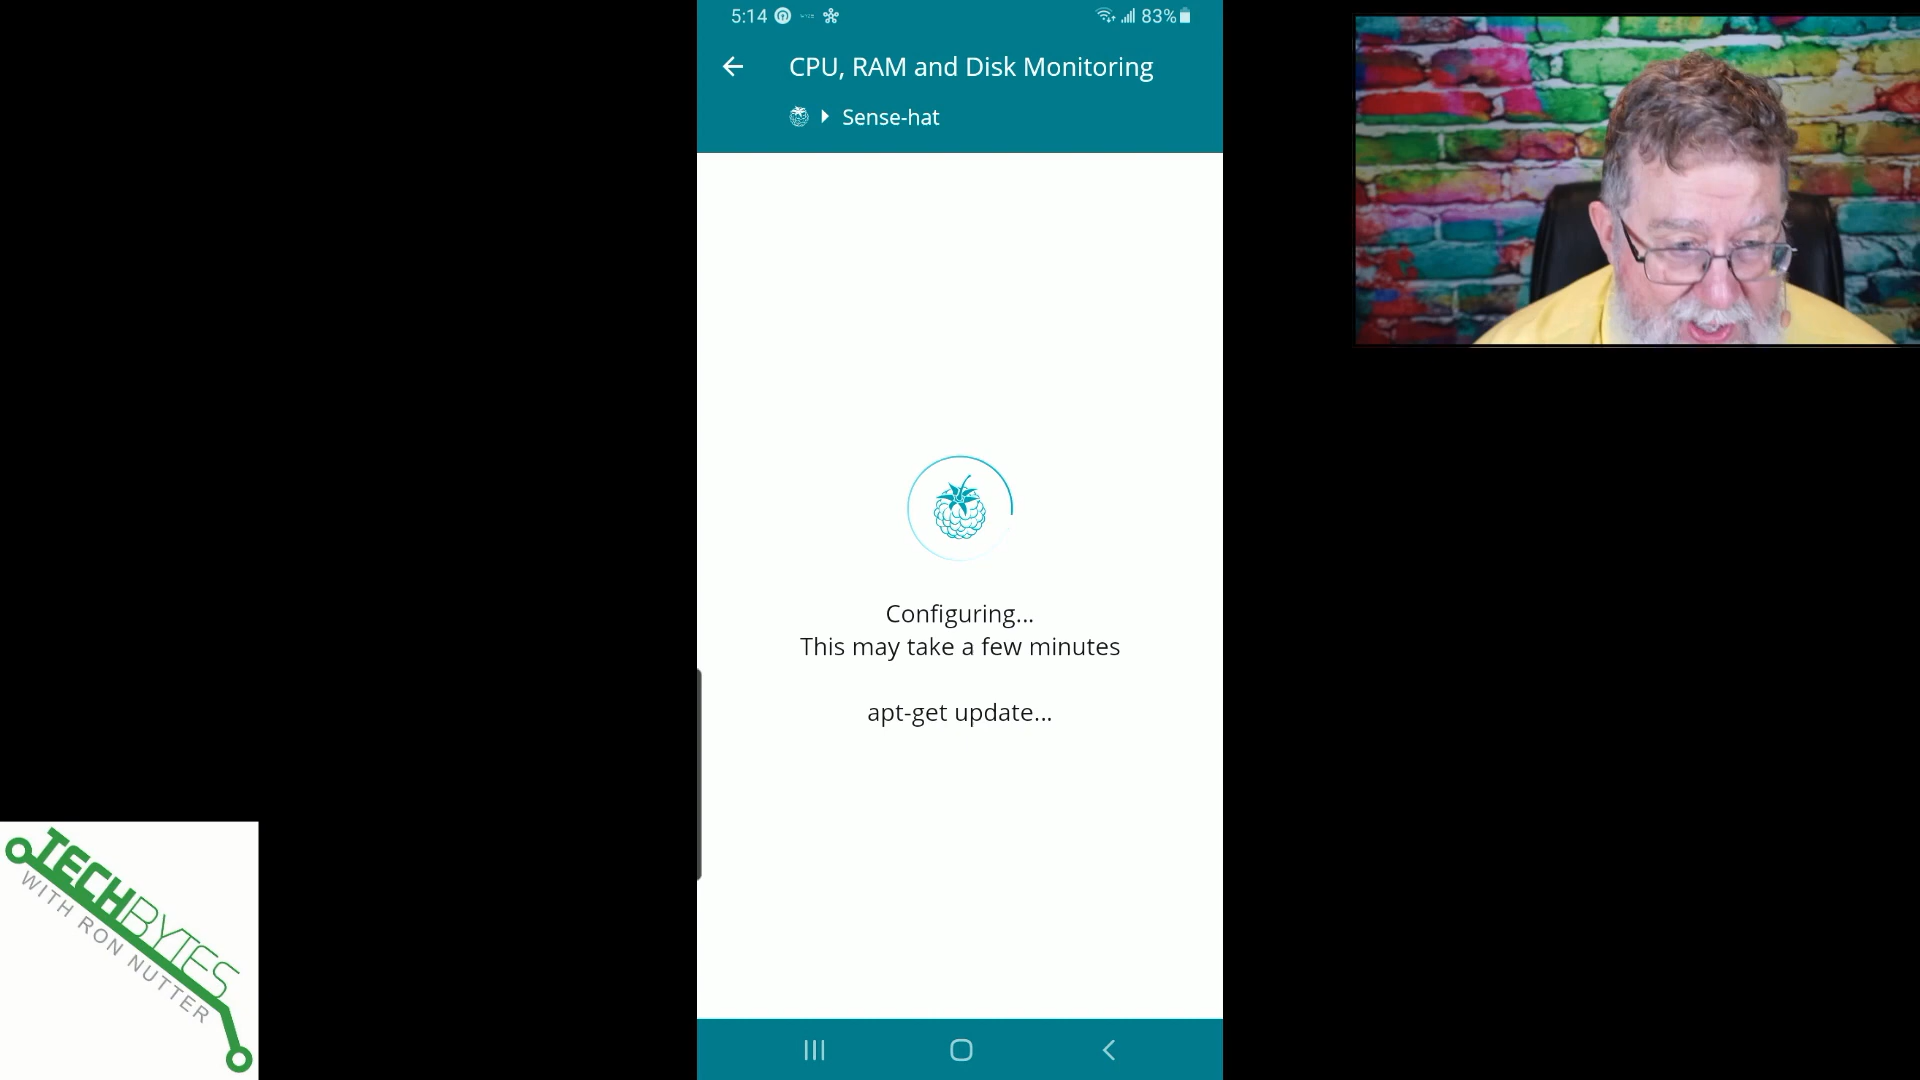 5:14
83%
CPU, RAM and Disk Monitoring
Sense-hat
Configuring...
This may take a few minutes
apt-get update...
TECHBYTES
WITH RON NUTTER